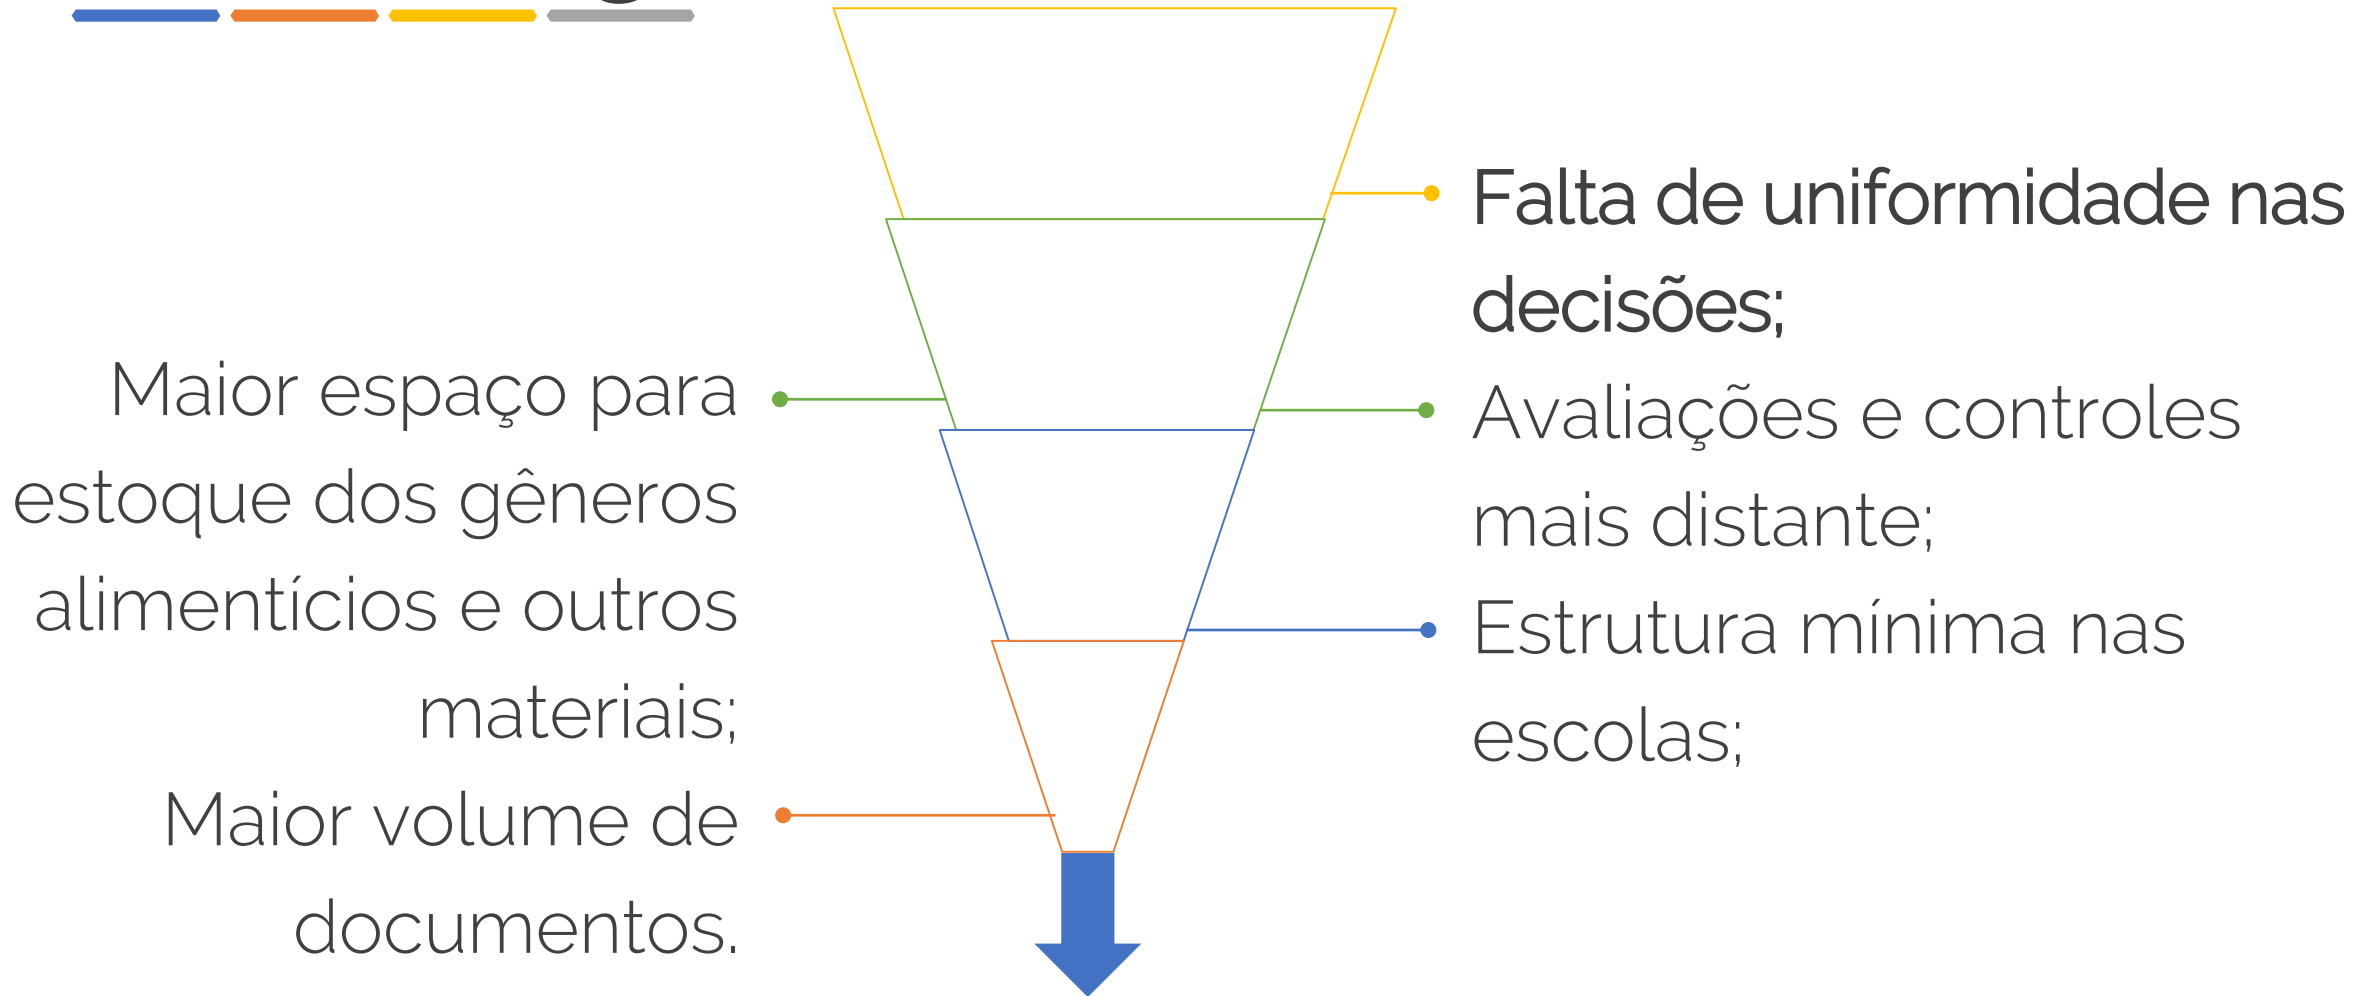 Falta de uniformidade nas
decisões;
Avaliações e controles
mais distante;
Estrutura mínima nas
escolas;
Maior espaço para
estoque dos gêneros
alimentícios e outros
materiais;
Maior volume de
documentos.